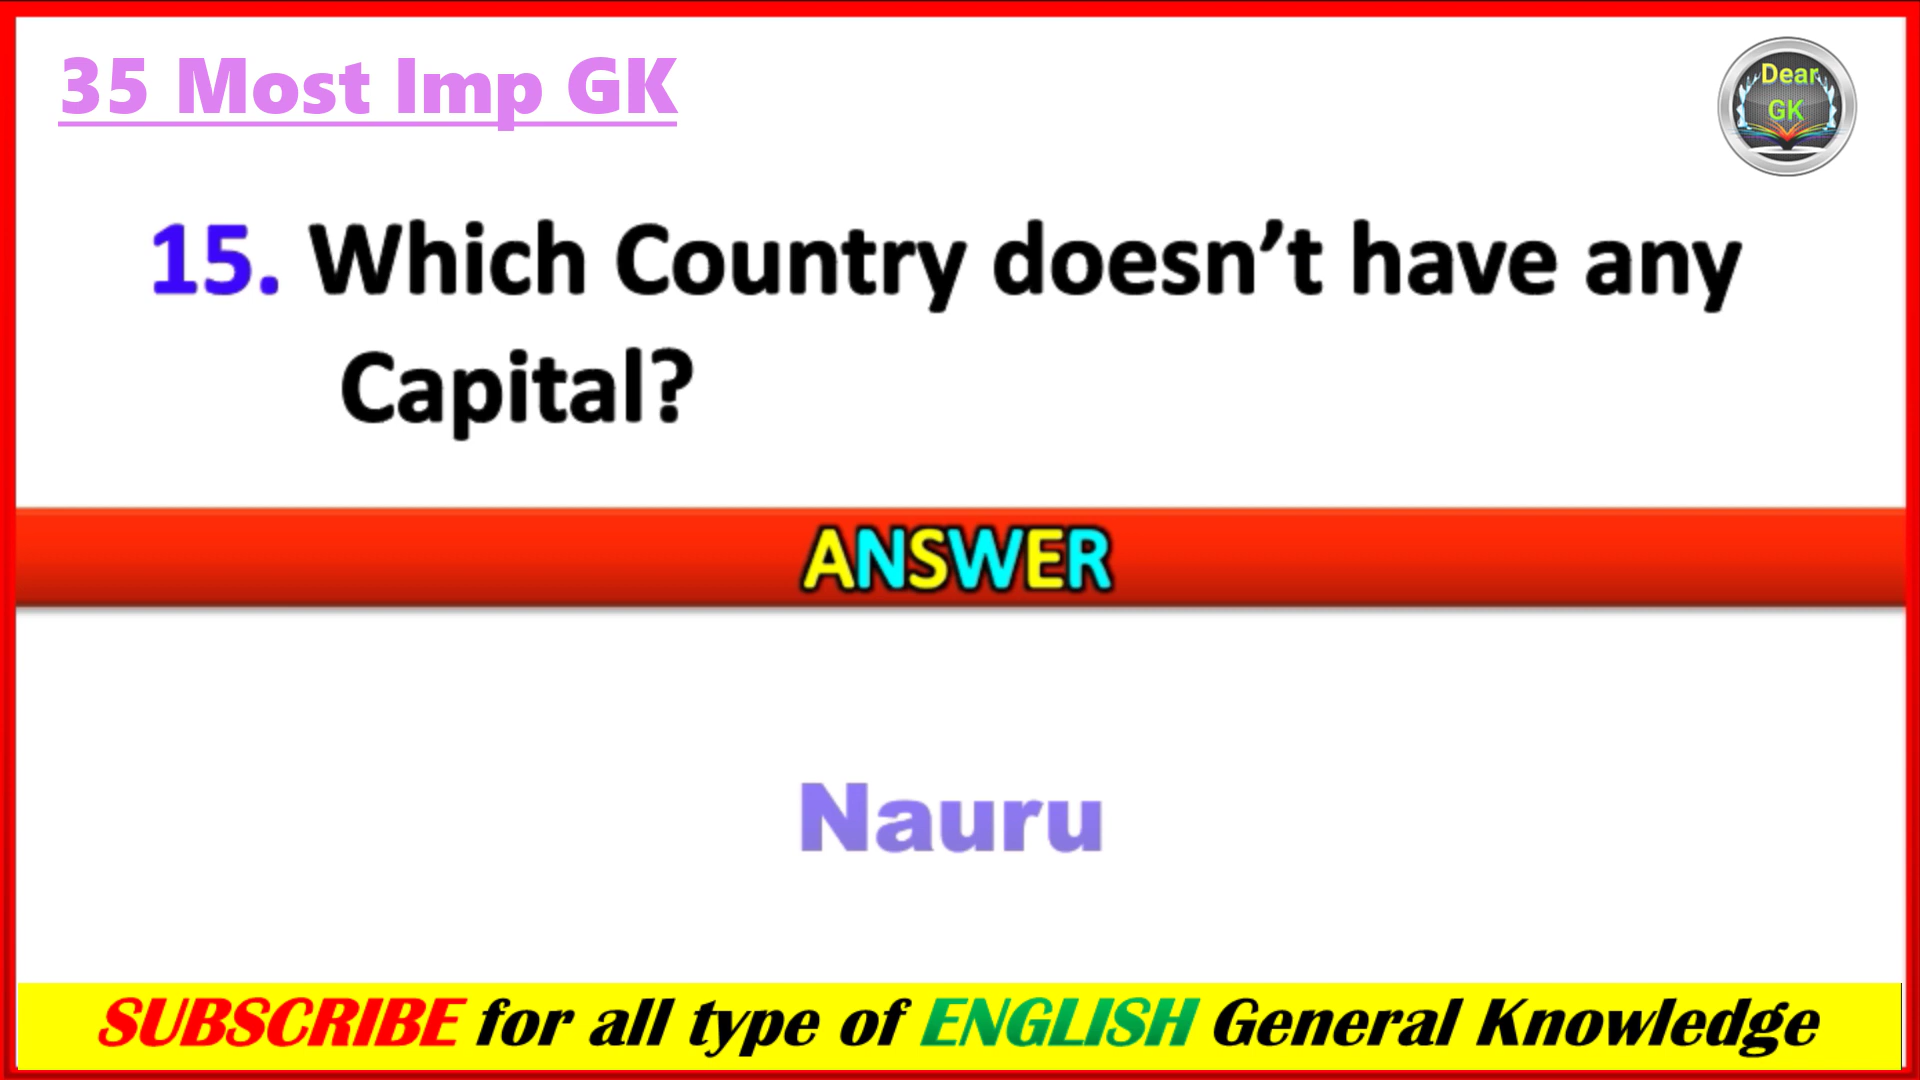 35 Most Imp GK
Dear
GK
15. Which Country doesn’t have any
Capital?
ANSWER
Nauru
SUBSCRIBE for all type of ENGLISH General Knowledge